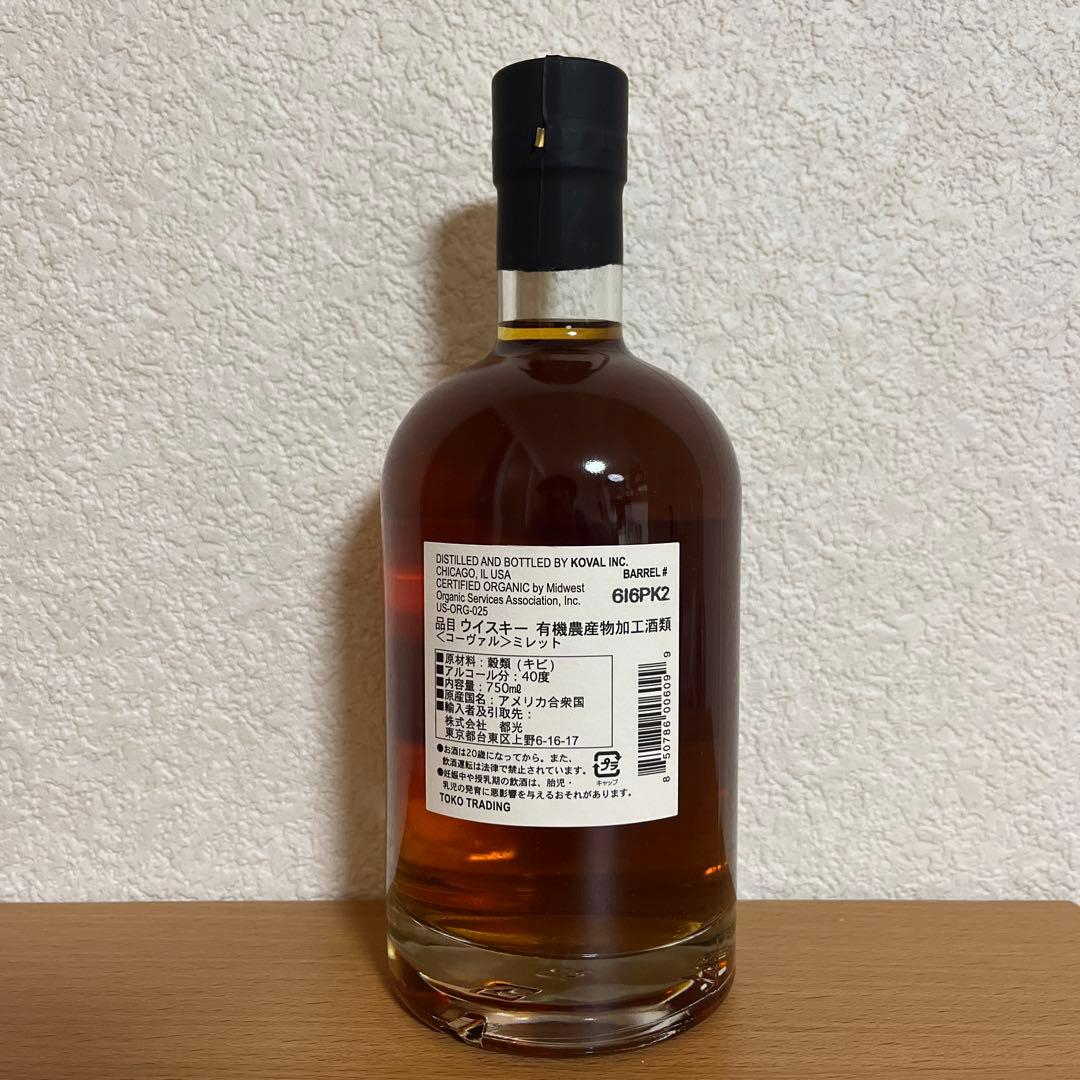 DISTILLED AND BOTTLED BY KOVAL INC.
CHICAGO, IL USA
BARREL #
CERTIFIED ORGANIC by Midwest
Organic Services Association, Inc.
6I6PK2
US-ORG-025
品目 ウイスキー 有機農産物加工酒類
<コーヴァル>ミレット
■原材料:穀類(キビ)
■アルコール分:40度
■内容量:750㎖
■原産国名:アメリカ合衆国
■輸入者及引取先:
株式会社 都光
東京都台東区上野6-16-17
●お酒は20歳になってから。また、
飲酒運転は法律で禁止されています。
●妊娠中や授乳期の飲酒は、胎児・
乳児の発育に悪影響を与えるおそれがあります。
TOKO TRADING
プラ
キャップ
8 50786 00609 9